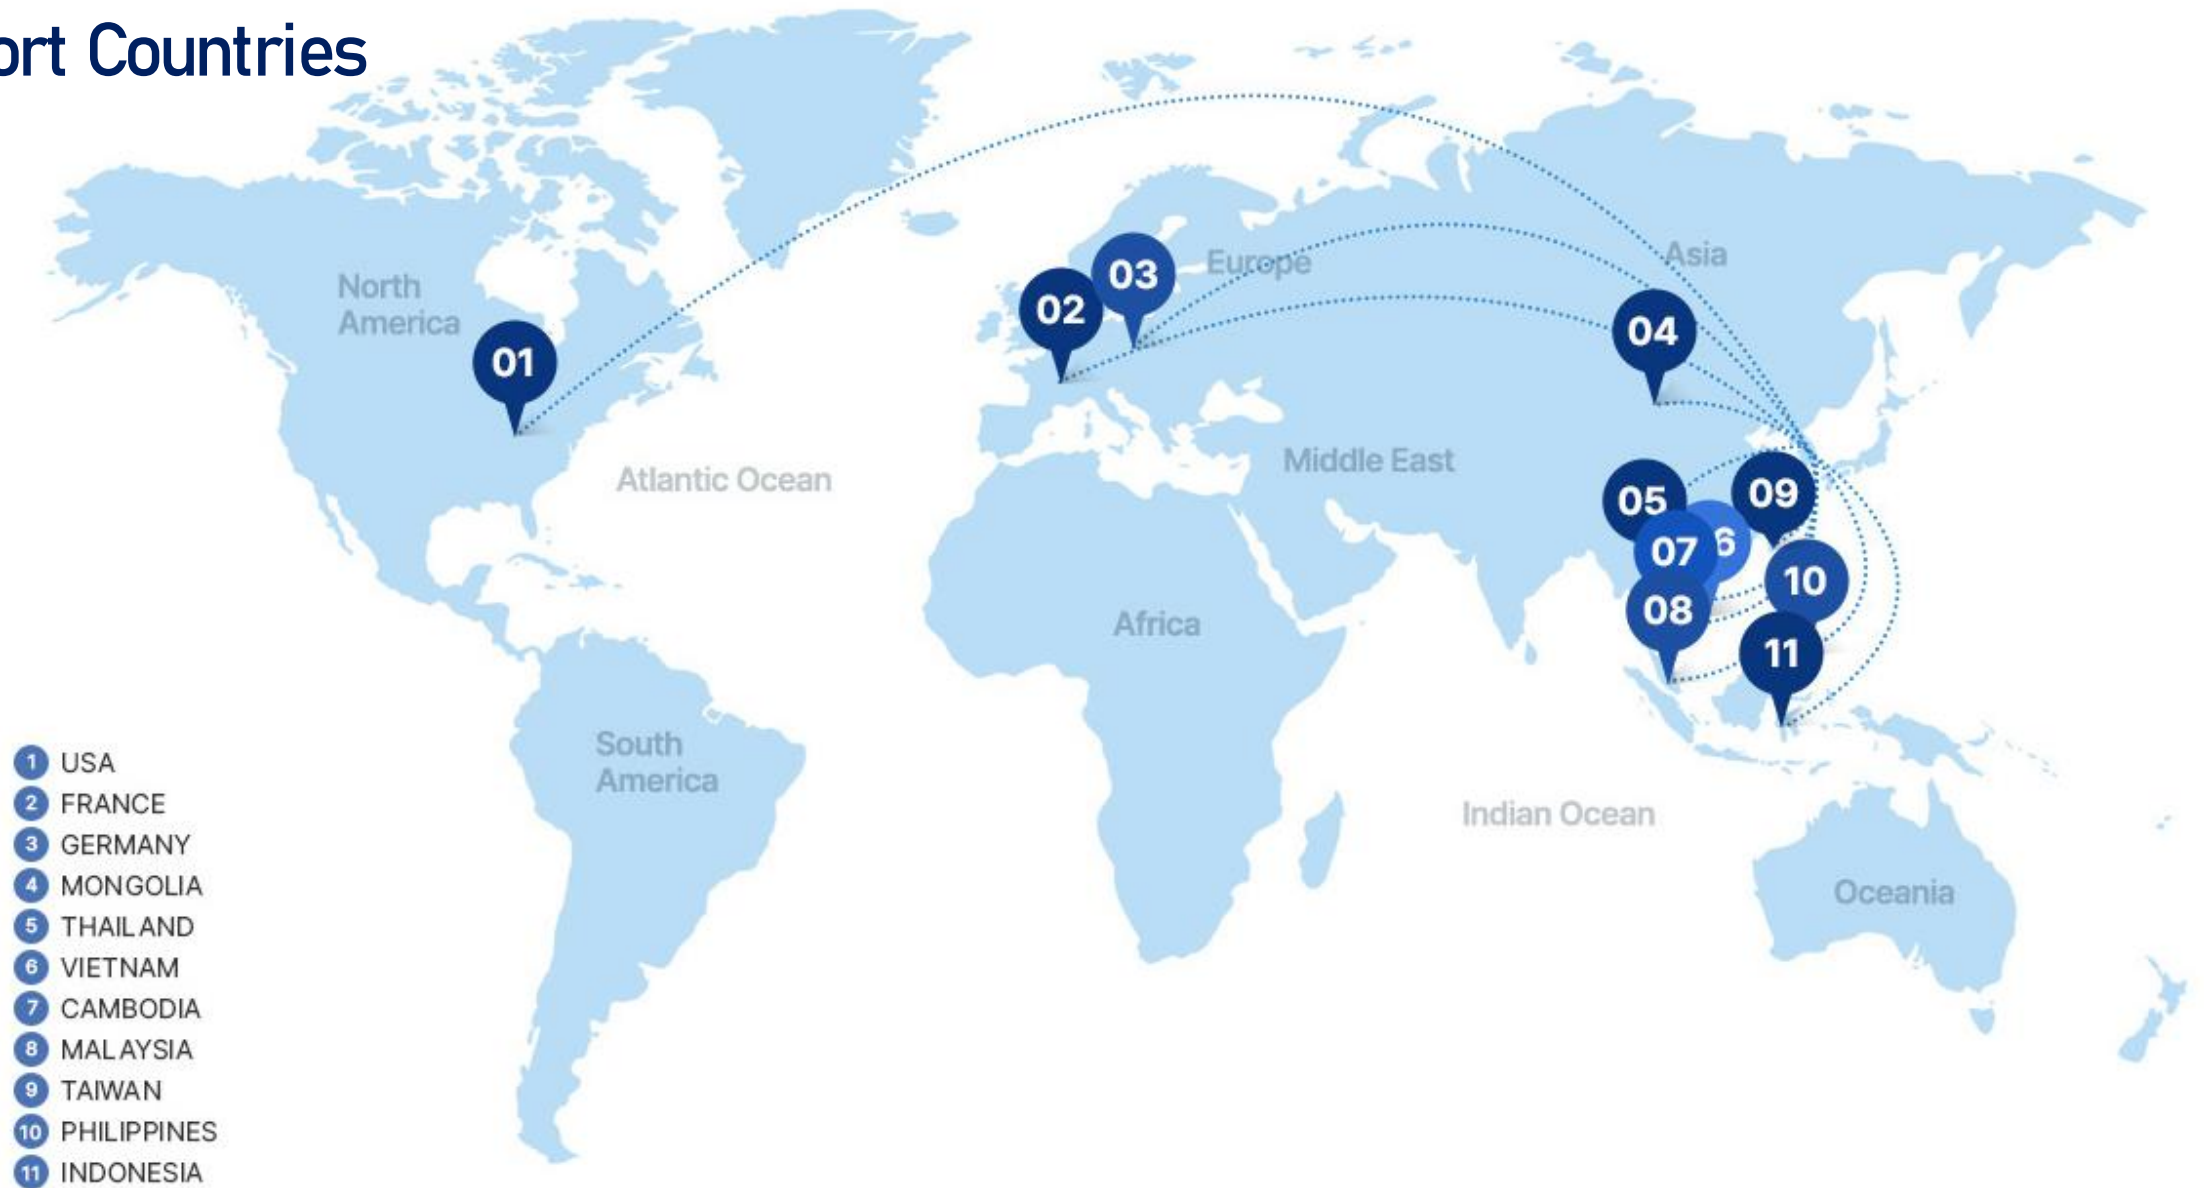 ort Countries
North
America
01
Atlantic Ocean
South
America
02
03
Europe
Asia
04
Middle East
Africa
05
09
07
6
10
08
11
Indian Ocean
Oceania
1 USA
2 FRANCE
3 GERMANY
4 MONGOLIA
5 THAILAND
6 VIETNAM
7 CAMBODIA
8 MALAYSIA
9 TAIWAN
10 PHILIPPINES
11 INDONESIA